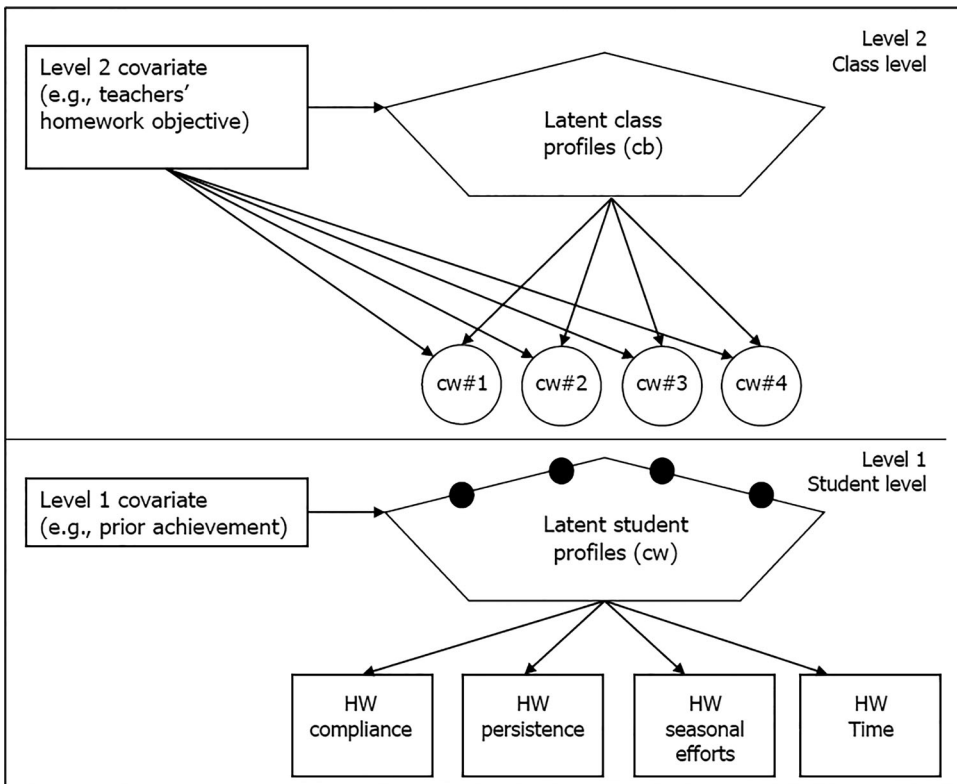 Level 2
Class level
Level 2 covariate
(e.g., teachers'
homework objective)
Latent class
profiles (cb)
cw#1
cw#2
cw#3
cw#4
Level 1
Student level
Level 1 covariate
(e.g., prior achievement)
Latent student
profiles (cw)
HW
compliance
HW
persistence
HW
seasonal
efforts
HW
Time